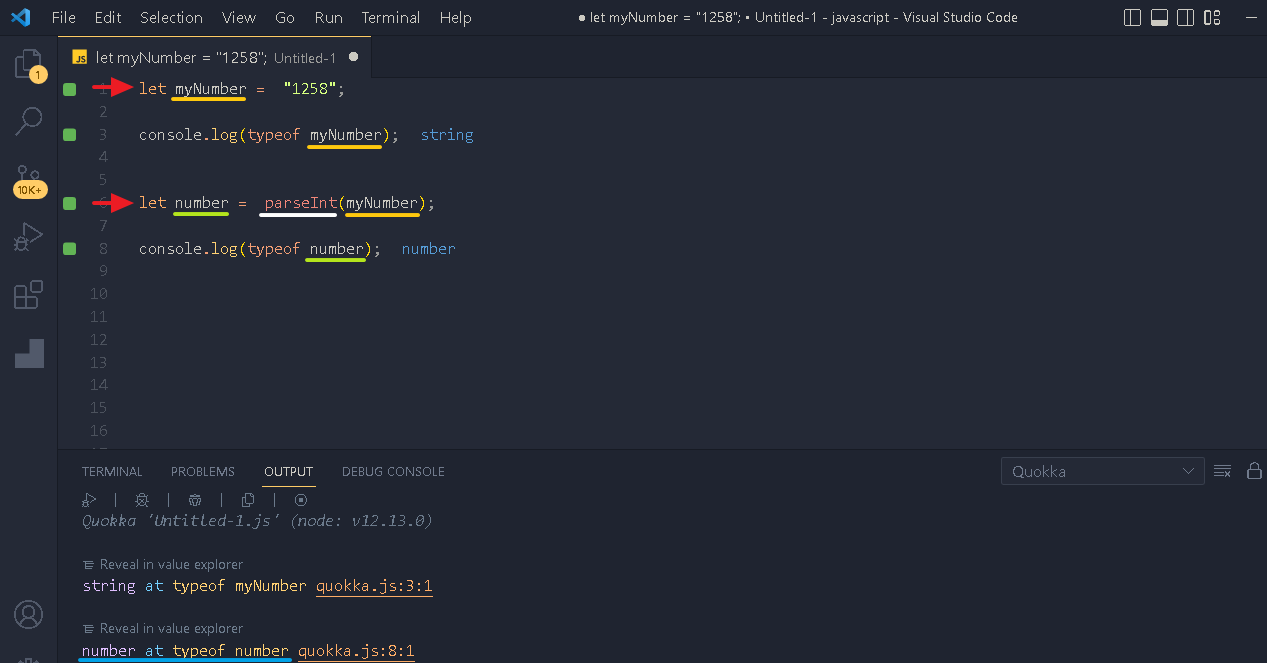 File Edit Selection View Go Run Terminal Help ● let myNumber = "1258"; • Untitled-1 - javascript - Visual Studio Code
JS let myNumber = "1258"; Untitled-1 ●
1 let myNumber = "1258";
2
3 console.log(typeof myNumber); string
4
5
6 let number = parseInt(myNumber);
7
8 console.log(typeof number); number
9
10
11
12
13
14
15
16
1
10K+
TERMINAL PROBLEMS OUTPUT DEBUG CONSOLE Quokka
Quokka 'Untitled-1.js' (node: v12.13.0)
Reveal in value explorer
string at typeof myNumber quokka.js:3:1
Reveal in value explorer
number at typeof number quokka.js:8:1